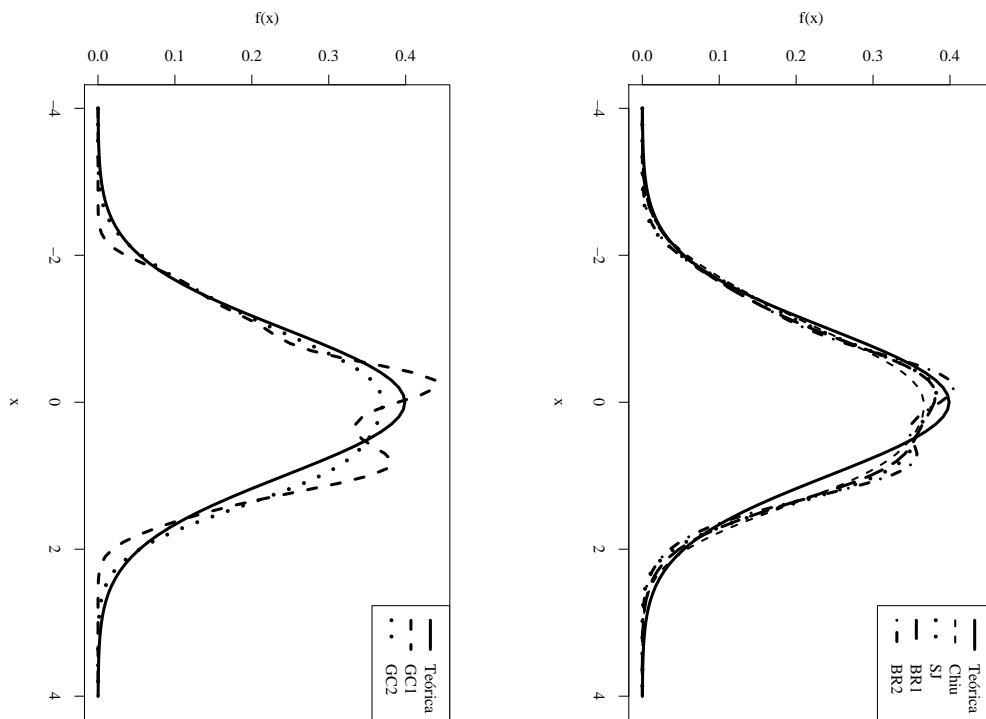 f(x)
0.0 0.1 0.2 0.3 0.4
−4 −2 0 2 4
x
Teórica
GC1
GC2
f(x)
0.0 0.1 0.2 0.3 0.4
−4 −2 0 2 4
x
Teórica
Chiu
SJ
BR1
BR2